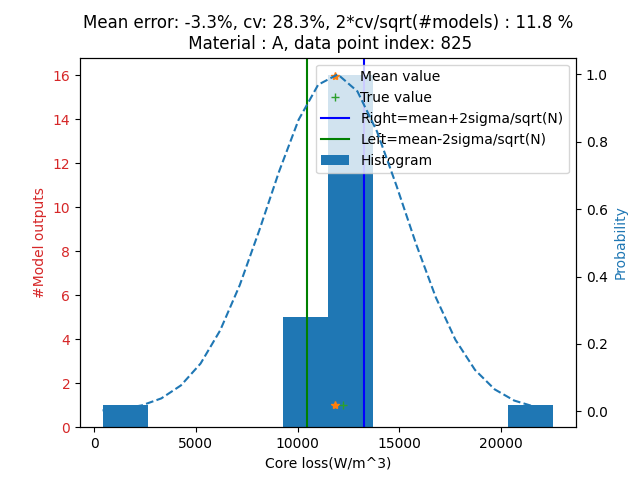 Mean error: -3.3%, cv: 28.3%, 2*cv/sqrt(#models) : 11.8 %
Material : A, data point index: 825
Mean value
True value
Right=mean+2sigma/sqrt(N)
Left=mean-2sigma/sqrt(N)
Histogram
#Model outputs
16
14
12
10
8
6
4
2
0
1.0
0.8
0.6
0.4
0.2
0.0
Probability
0
5000
10000
15000
20000
Core loss(W/m^3)